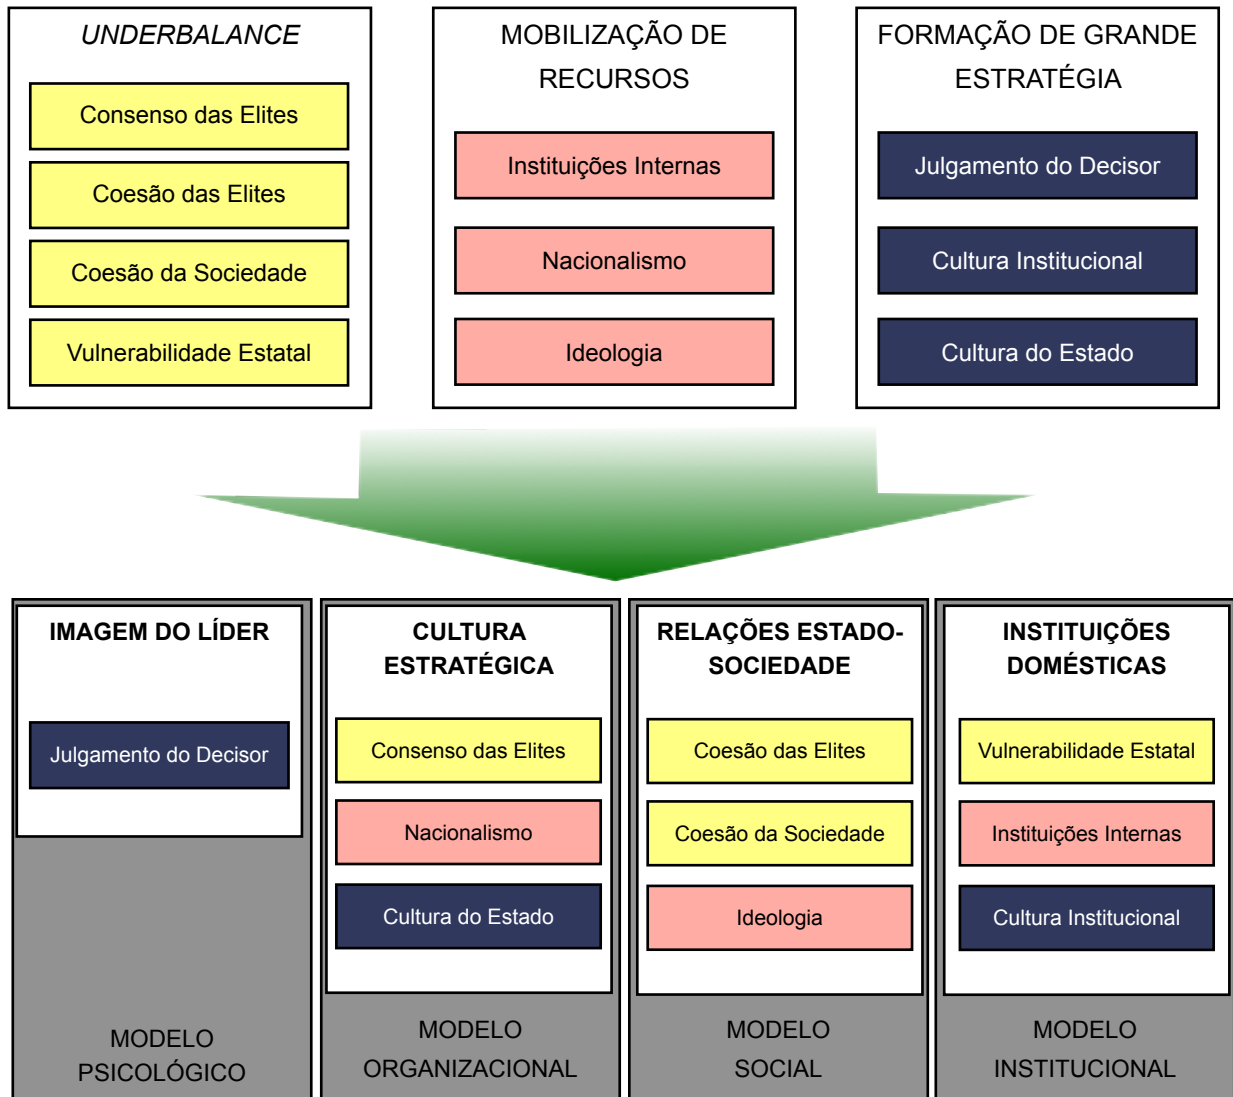 UNDERBALANCE
Consenso das Elites
Coesão das Elites
Coesão da Sociedade
Vulnerabilidade Estatal
MOBILIZAÇÃO DE
RECURSOS
Instituições Internas
Nacionalismo
Ideologia
FORMAÇÃO DE GRANDE
ESTRATÉGIA
Julgamento do Decisor
Cultura Institucional
Cultura do Estado
IMAGEM DO LÍDER
Julgamento do Decisor
MODELO
PSICOLÓGICO
CULTURA
ESTRATÉGICA
Consenso das Elites
Nacionalismo
Cultura do Estado
MODELO
ORGANIZACIONAL
RELAÇÕES ESTADO-
SOCIEDADE
Coesão das Elites
Coesão da Sociedade
Ideologia
MODELO
SOCIAL
INSTITUIÇÕES
DOMÉSTICAS
Vulnerabilidade Estatal
Instituições Internas
Cultura Institucional
MODELO
INSTITUCIONAL